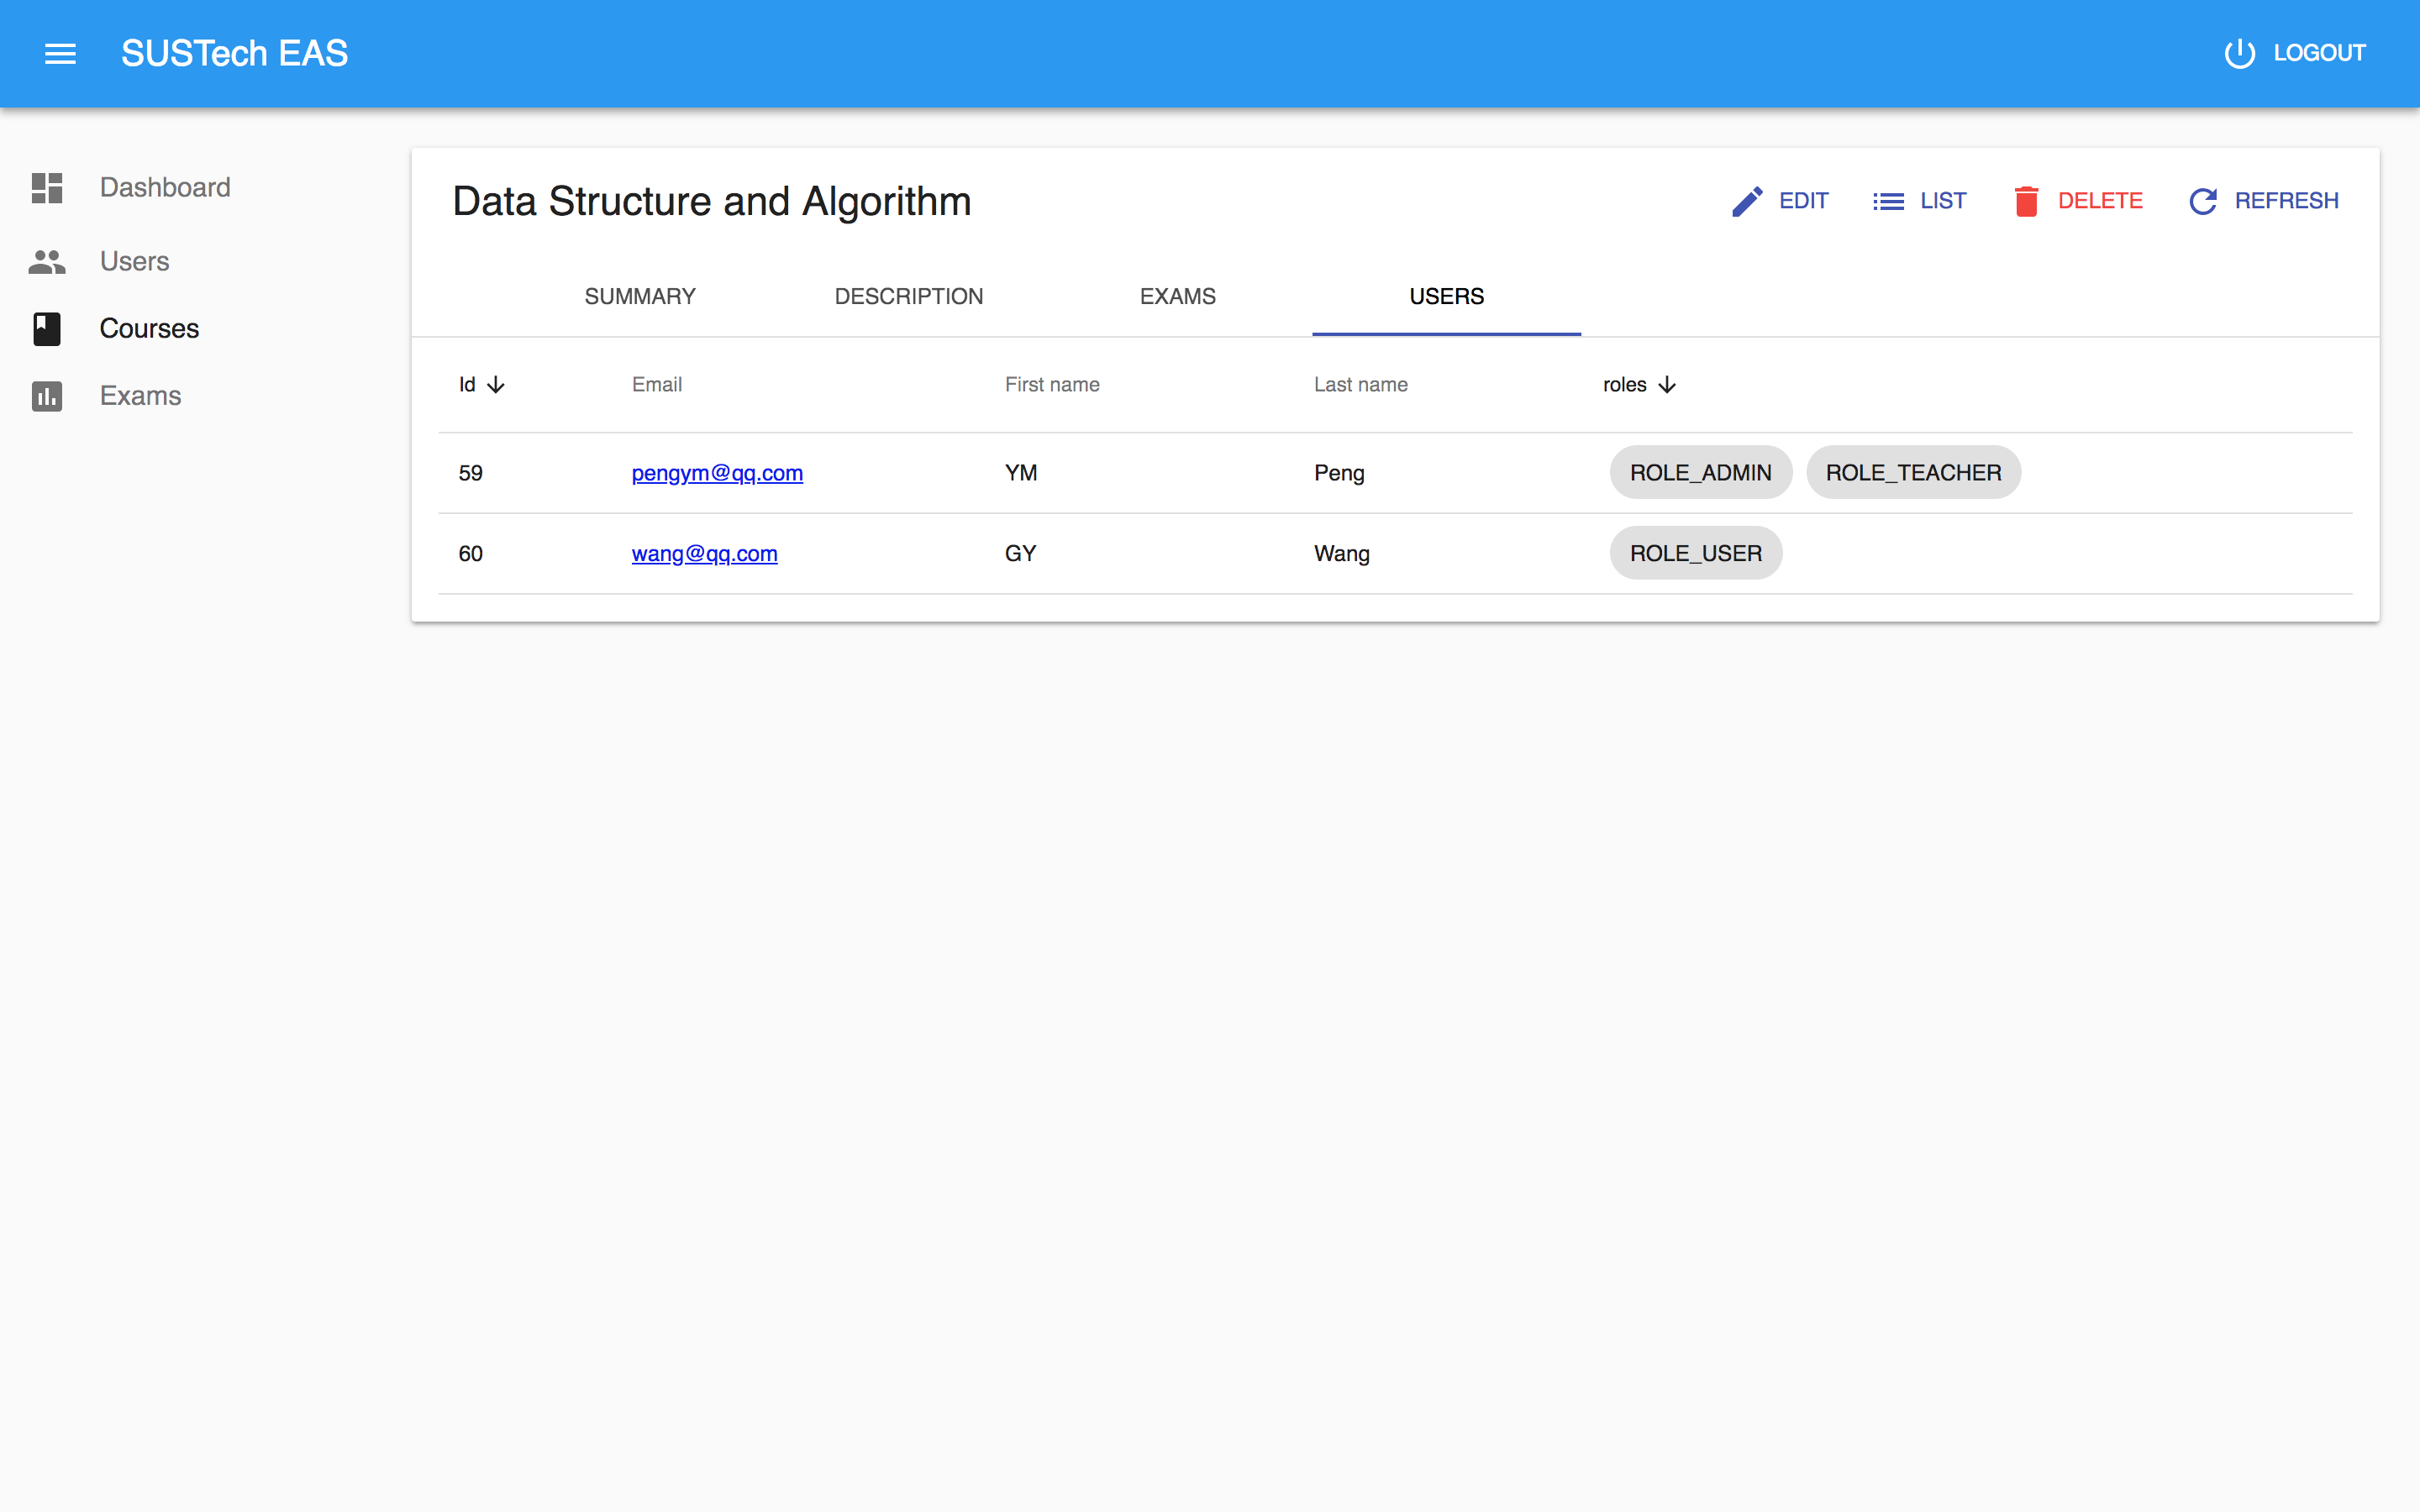 SUSTech EAS
LOGOUT
Dashboard
Users
Courses
Exams
Data Structure and Algorithm
EDIT LIST DELETE REFRESH
SUMMARY DESCRIPTION EXAMS USERS
Id Email First name Last name roles
59 pengym@qq.com YM Peng ROLE_ADMIN ROLE_TEACHER
60 wang@qq.com GY Wang ROLE_USER